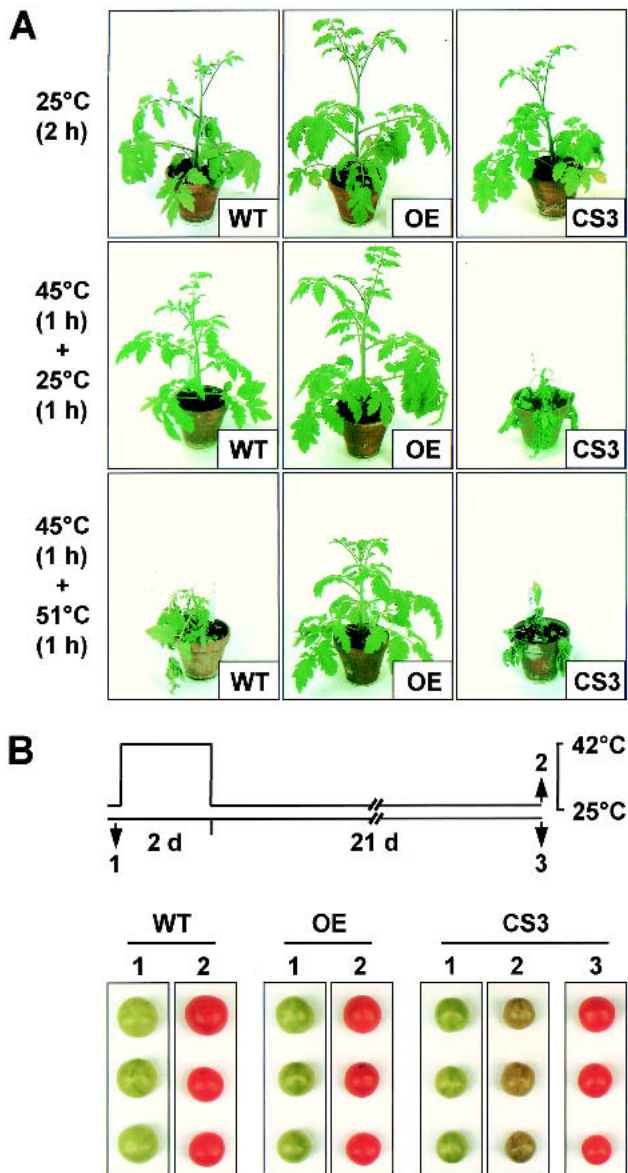 A
25°C
(2 h)
WT
OE
CS3
45°C
(1 h)
+
25°C
(1 h)
WT
OE
CS3
45°C
(1 h)
+
51°C
(1 h)
WT
OE
CS3
B
2
42°C
25°C
1
2 d
21 d
3
WT OE CS3
1 2 1 2 1 2 3